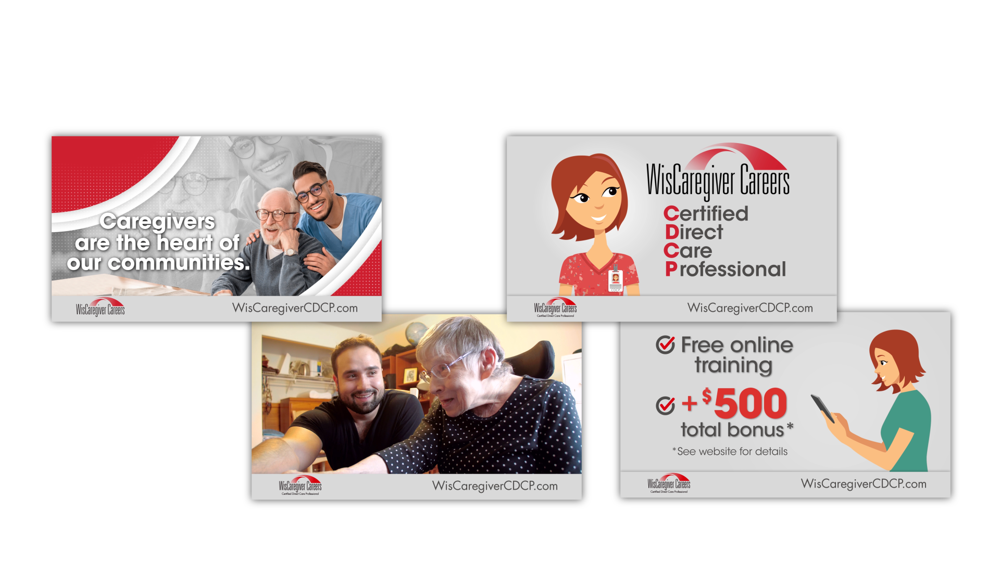 Caregivers
are the heart of
our communities.
WisCaregiver Careers
WisCaregiverCDCP.com
WisCaregiver Careers
Certified
Direct
Care
Professional
CDCP
WisCaregiver Careers
Certified Direct Care Professional
WisCaregiverCDCP.com
WisCaregiver Careers
Certified Direct Care Professional
WisCaregiverCDCP.com
Free online
training
+ $500
total bonus*
*See website for details
WisCaregiver Careers
Certified Direct Care Professional
WisCaregiverCDCP.com